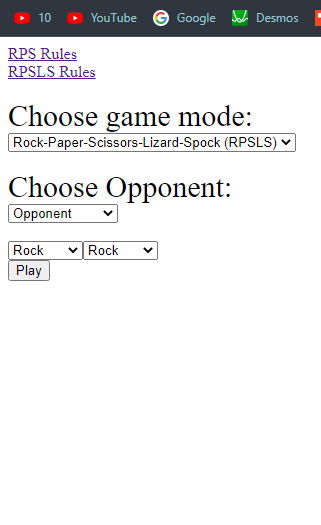 10 YouTube Google Desmos
RPS Rules
RPSLS Rules
Choose game mode:
Rock-Paper-Scissors-Lizard-Spock (RPSLS)
Choose Opponent:
Opponent
Rock Rock
Play